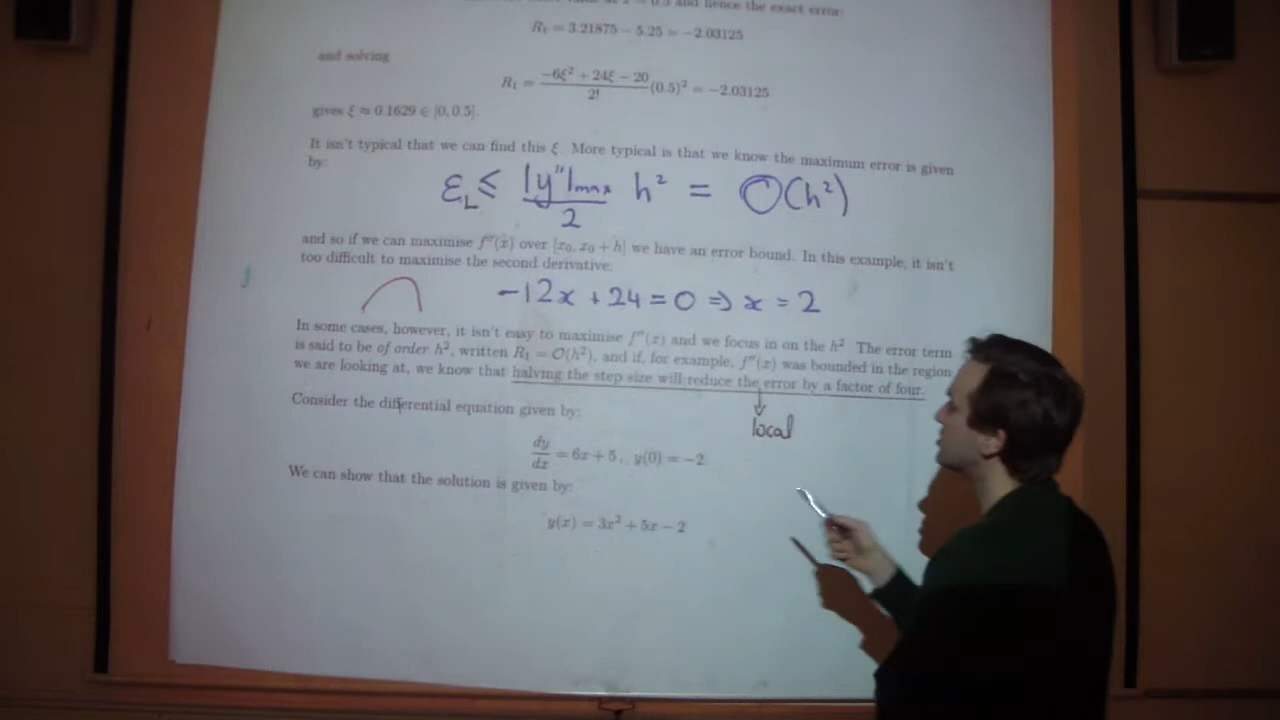 and hence the exact error:
R₁ = 3.21875 − 5.25 = −2.03125
and solving
R₁ = \frac{−6ξ² + 24ξ − 20}{2!}(0.5)² = −2.03125
gives ξ ≈ 0.1629 ∈ [0, 0.5].
It isn't typical that we can find this ξ. More typical is that we know the maximum error is given
by:
ε_L ≤ \frac{|y''|_{max}}{2} h² = O(h²)
and so if we can maximise f''(x) over [x₀, x₀ + h] we have an error bound. In this example, it isn't
too difficult to maximise the second derivative:
−12x + 24 = 0 ⇒ x = 2
In some cases, however, it isn't easy to maximise f''(x) and we focus in on the h². The error term
is said to be of order h², written R₁ = O(h²), and if, for example, f''(x) was bounded in the region
we are looking at, we know that halving the step size will reduce the error by a factor of four.
↓
local
Consider the differential equation given by:
\frac{dy}{dx} = 6x + 5, y(0) = −2
We can show that the solution is given by:
y(x) = 3x² + 5x − 2